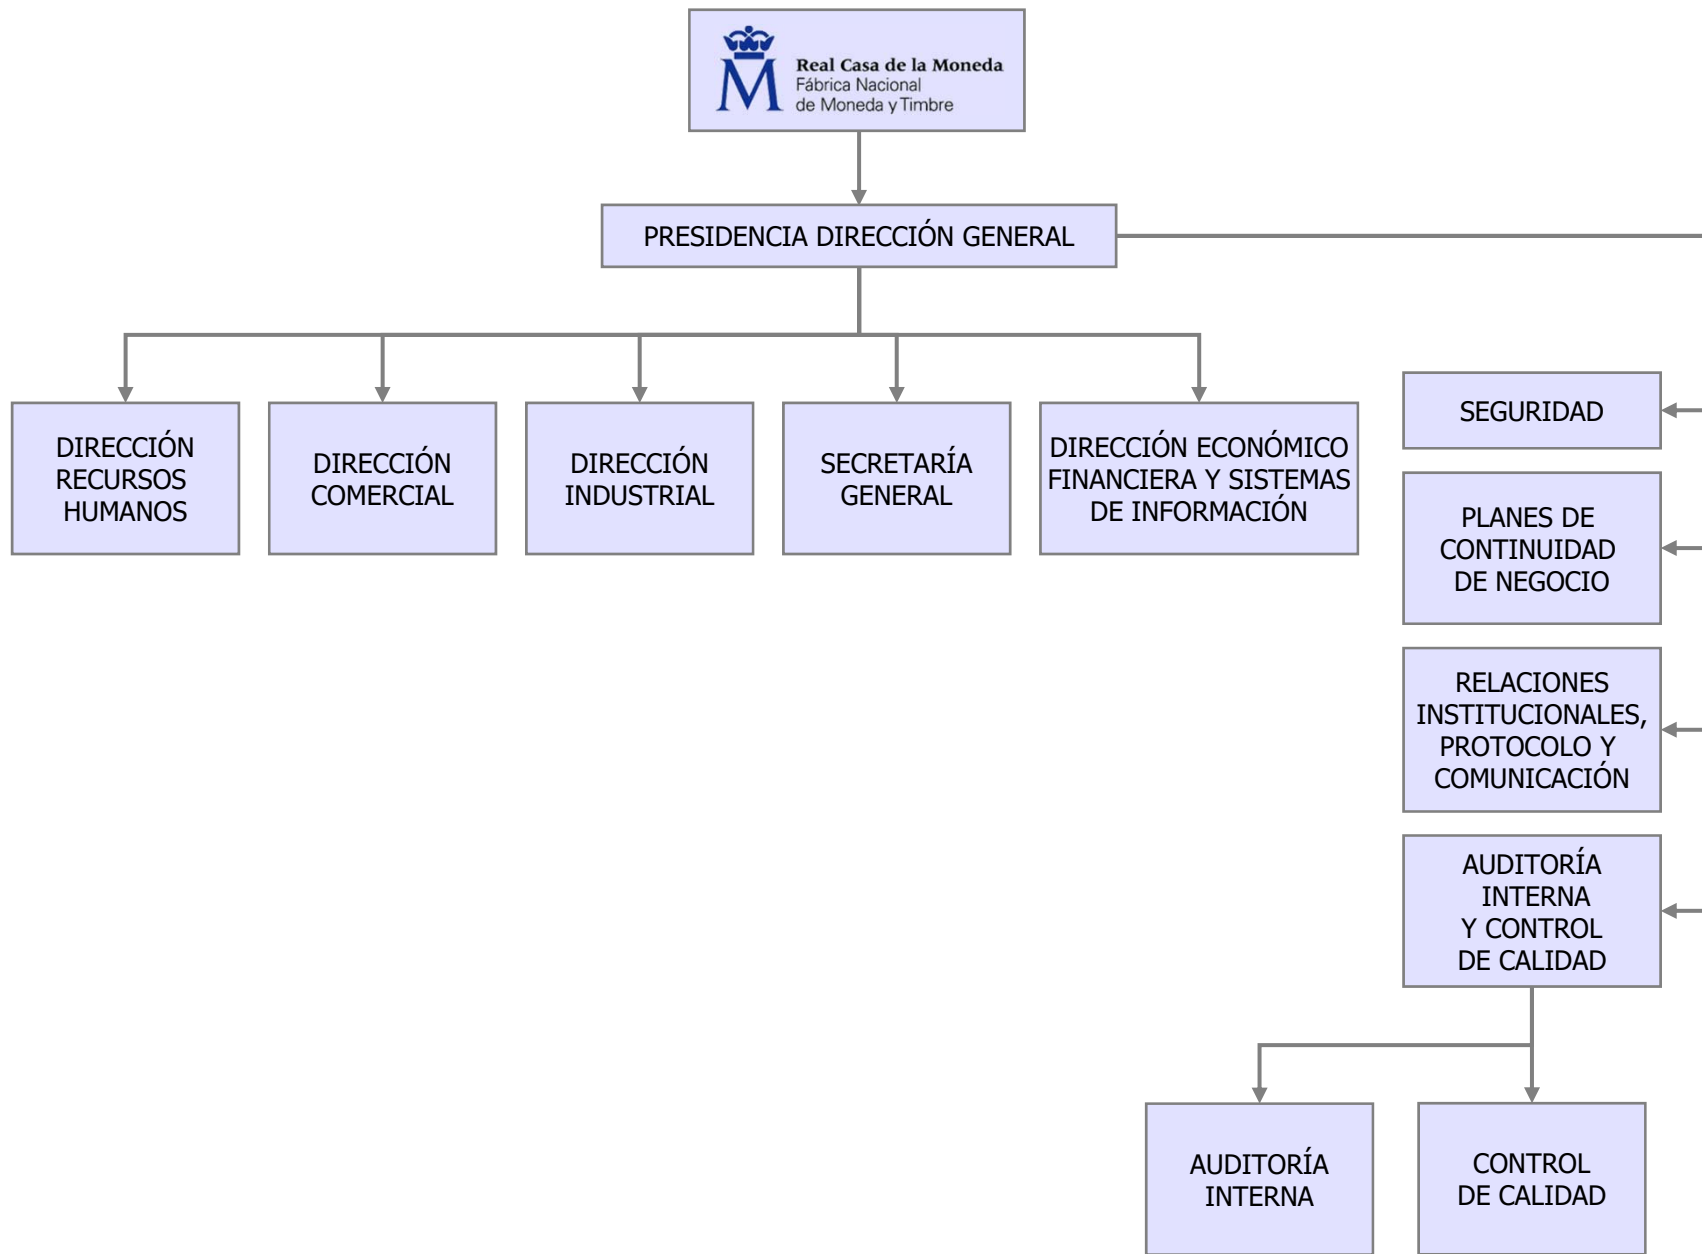 Real Casa de la Moneda
Fábrica Nacional
de Moneda y Timbre
PRESIDENCIA DIRECCIÓN GENERAL
DIRECCIÓN
RECURSOS
HUMANOS
DIRECCIÓN
COMERCIAL
DIRECCIÓN
INDUSTRIAL
SECRETARÍA
GENERAL
DIRECCIÓN ECONÓMICO
FINANCIERA Y SISTEMAS
DE INFORMACIÓN
SEGURIDAD
PLANES DE
CONTINUIDAD
DE NEGOCIO
RELACIONES
INSTITUCIONALES,
PROTOCOLO Y
COMUNICACIÓN
AUDITORÍA
INTERNA
Y CONTROL
DE CALIDAD
AUDITORÍA
INTERNA
CONTROL
DE CALIDAD